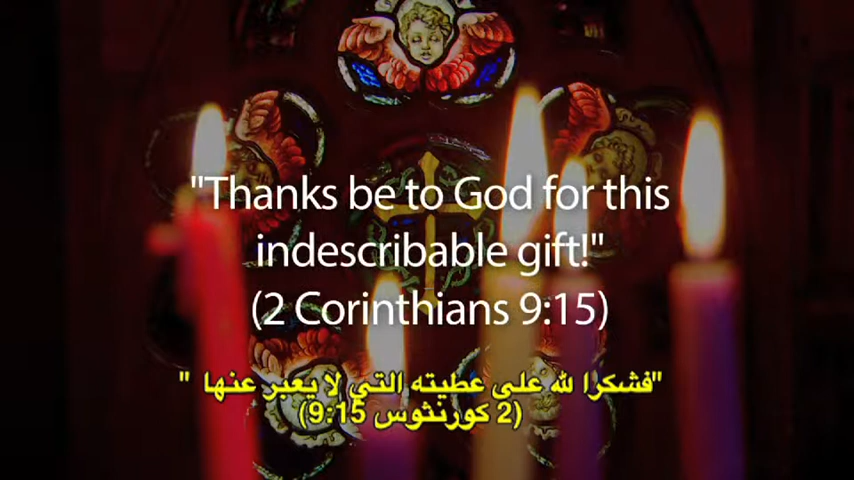 "Thanks be to God for this
indescribable gift!"
(2 Corinthians 9:15)
"فشكرا لله على عطيته التي لا يعبر عنها "
(2 كورنثوس 9:15)